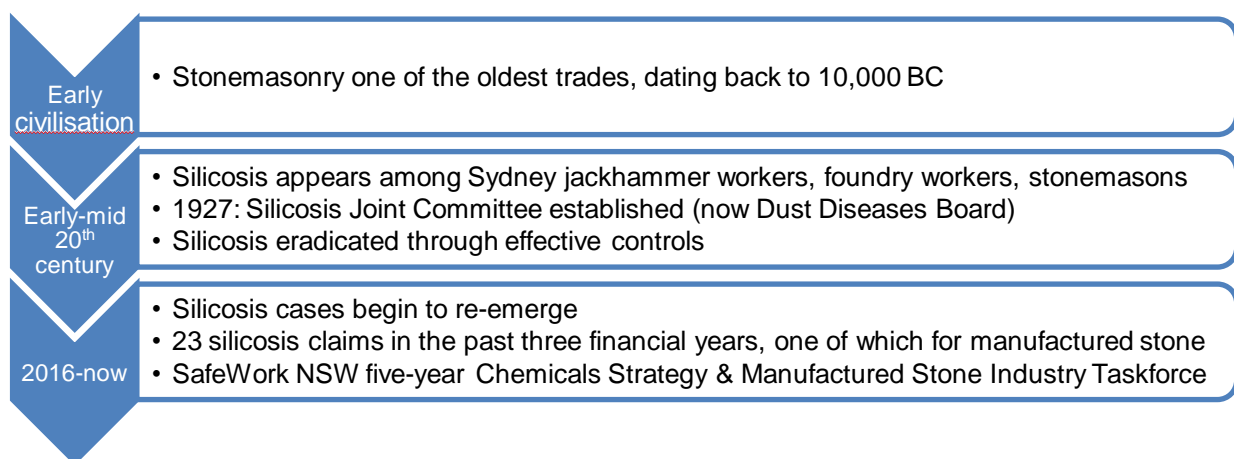 Early
civilisation
• Stonemasonry one of the oldest trades, dating back to 10,000 BC
Early-mid
20th
century
• Silicosis appears among Sydney jackhammer workers, foundry workers, stonemasons
• 1927: Silicosis Joint Committee established (now Dust Diseases Board)
• Silicosis eradicated through effective controls
2016-now
• Silicosis cases begin to re-emerge
• 23 silicosis claims in the past three financial years, one of which for manufactured stone
• SafeWork NSW five-year Chemicals Strategy & Manufactured Stone Industry Taskforce